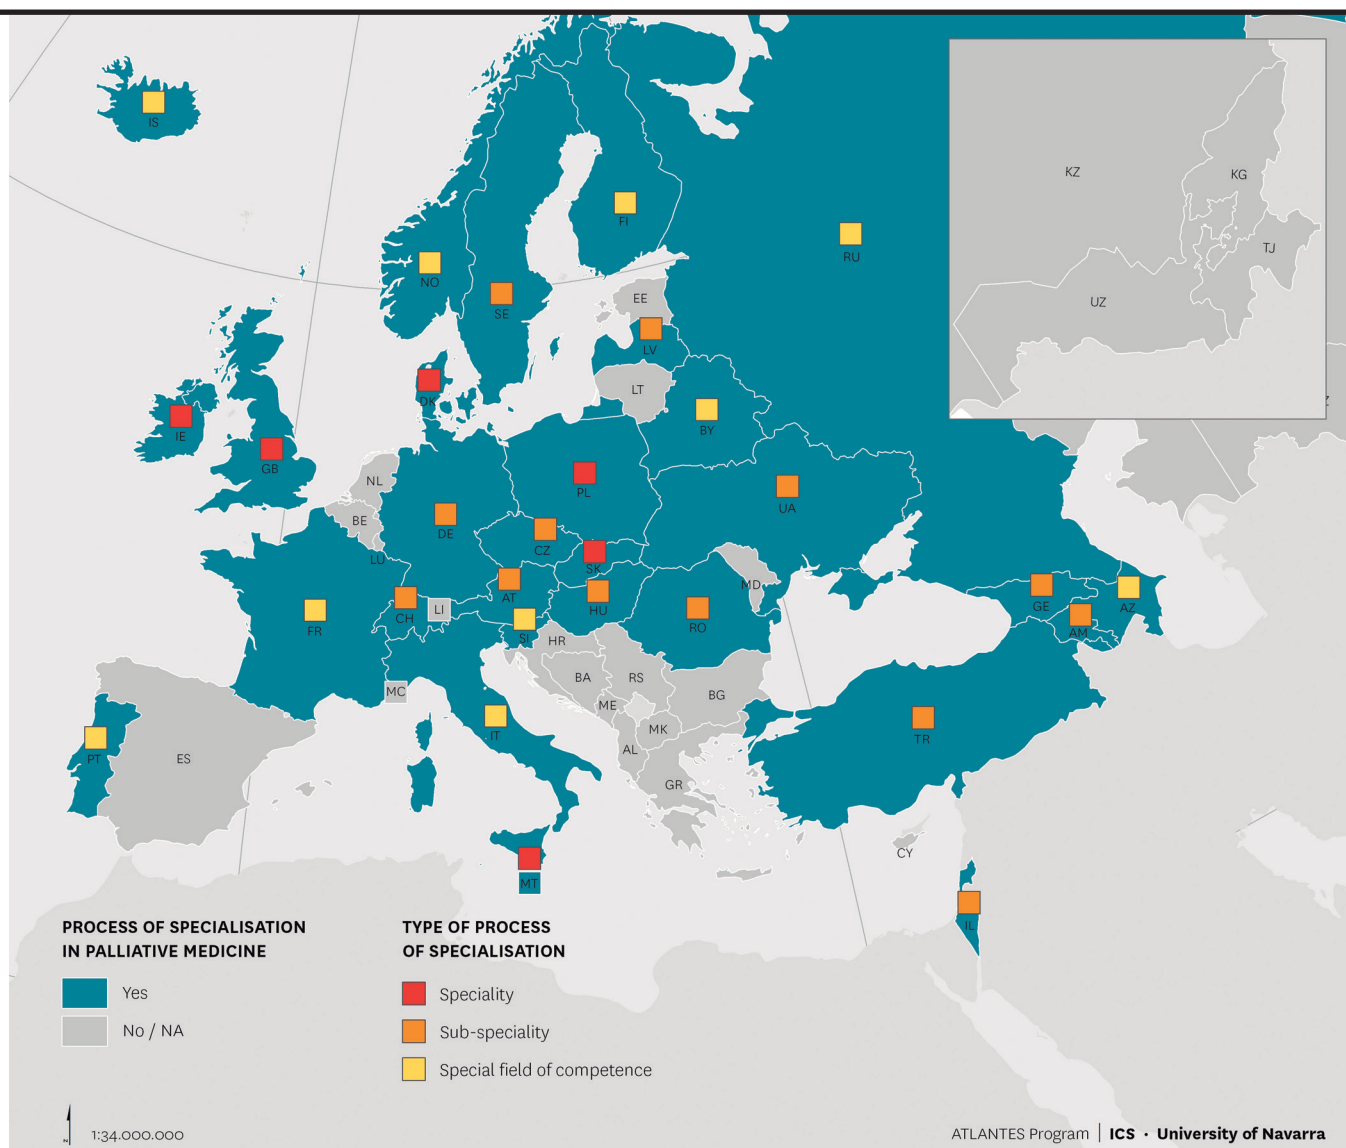 IS
FI
NO
SE
RU
EE
LV
LT
DK
IE
GB
BY
NL
BE
LU
PL
DE
UA
CZ
SK
AT
HU
CH
LI
FR
SI
MD
RO
GE
AZ
AM
HR
BA
RS
ME
BG
MK
AL
GR
MC
IT
PT
ES
TR
CY
MT
IL
KZ
KG
TJ
UZ
PROCESS OF SPECIALISATION
IN PALLIATIVE MEDICINE
Yes
No / NA
TYPE OF PROCESS
OF SPECIALISATION
Speciality
Sub-speciality
Special field of competence
N
1:34.000.000
ATLANTES Program | ICS · University of Navarra